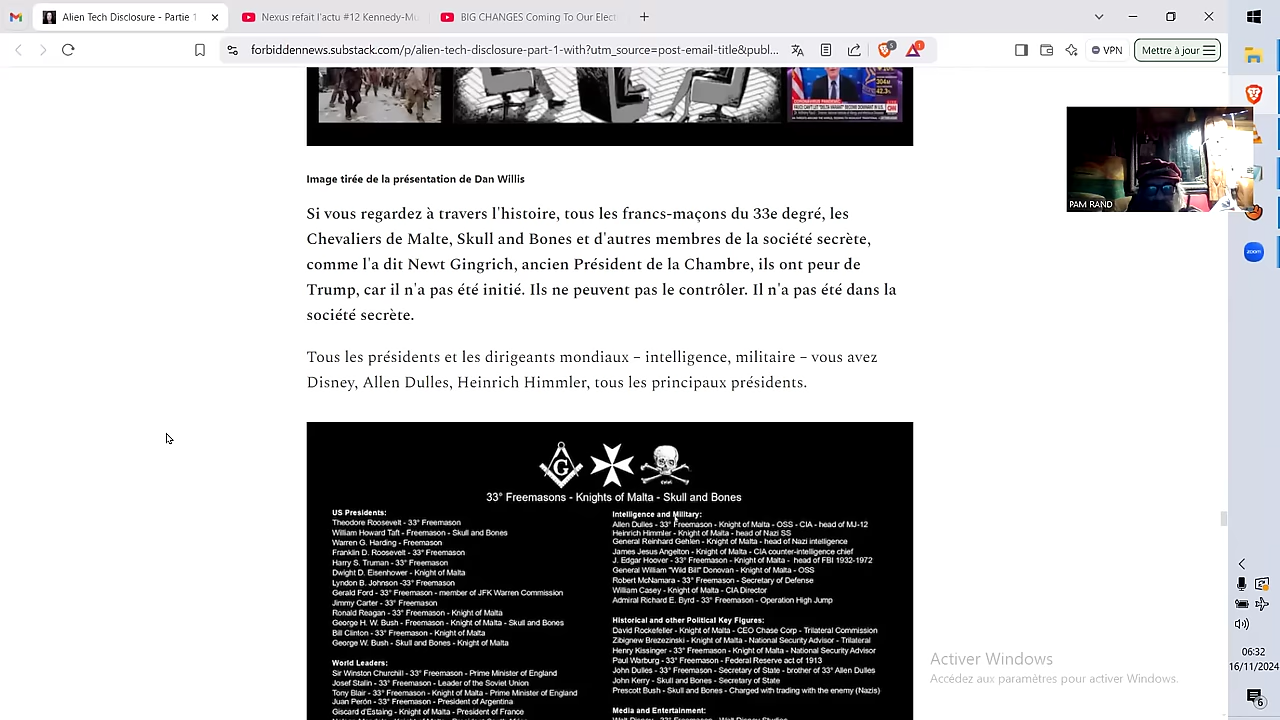 Alien Tech Disclosure - Partie 1
Nexus refait l'actu #12 Kennedy-Mu
BIG CHANGES Coming To Our Elect
forbiddennews.substack.com/p/alien-tech-disclosure-part-1-with?utm_source=post-email-title&publ...
VPN
Mettre à jour
CNN
PAM RAND
zoom
Image tirée de la présentation de Dan Willis
Si vous regardez à travers l'histoire, tous les francs-maçons du 33e degré, les
Chevaliers de Malte, Skull and Bones et d'autres membres de la société secrète,
comme l'a dit Newt Gingrich, ancien Président de la Chambre, ils ont peur de
Trump, car il n'a pas été initié. Ils ne peuvent pas le contrôler. Il n'a pas été dans la
société secrète.
Tous les présidents et les dirigeants mondiaux – intelligence, militaire – vous avez
Disney, Allen Dulles, Heinrich Himmler, tous les principaux présidents.
G
33° Freemasons - Knights of Malta - Skull and Bones
US Presidents:
Theodore Roosevelt - 33° Freemason
William Howard Taft - Freemason - Skull and Bones
Warren G. Harding - Freemason
Franklin D. Roosevelt - 33° Freemason
Harry S. Truman - 33° Freemason
Dwight D. Eisenhower - Knight of Malta
Lyndon B. Johnson -33° Freemason
Gerald Ford - 33° Freemason - member of JFK Warren Commission
Jimmy Carter - 33° Freemason
Ronald Reagan - 33° Freemason - Knight of Malta
George H. W. Bush - Freemason - Knight of Malta - Skull and Bones
Bill Clinton - 33° Freemason - Knight of Malta
George W. Bush - Skull and Bones - Knight of Malta
World Leaders:
Sir Winston Churchill - 33° Freemason - Prime Minister of England
Josef Stalin - 33° Freemason - Leader of the Soviet Union
Tony Blair - 33° Freemason - Knight of Malta - Prime Minister of England
Juan Perón - 33° Freemason - President of Argentina
Giscard d'Estaing - Knight of Malta - President of France
Intelligence and Military:
Allen Dulles - 33° Freemason - Knight of Malta - OSS - CIA - head of MJ-12
Heinrich Himmler - Knight of Malta - head of Nazi SS
General Reinhard Gehlen - Knight of Malta - head of Nazi intelligence
James Jesus Angelton - Knight of Malta - CIA counter-intelligence chief
J. Edgar Hoover - 33° Freemason - Knight of Malta - head of FBI 1932-1972
General William "Wild Bill" Donovan - Knight of Malta - OSS
Robert McNamara - 33° Freemason - Secretary of Defense
William Casey - Knight of Malta - CIA Director
Admiral Richard E. Byrd - 33° Freemason - Operation High Jump
Historical and other Political Key Figures:
David Rockefeller - Knight of Malta - CEO Chase Corp - Trilateral Commission
Zibignew Brezezinski - Knight of Malta - National Security Advisor - Trilateral
Henry Kissinger - Knight of Malta - National Security Advisor
Paul Warburg - 33° Freemason - Federal Reserve act of 1913
John Dulles - 33° Freemason - Secretary of State - brother of 33° Allen Dulles
John Kerry - Skull and Bones - Secretary of State
Prescott Bush - Skull and Bones - Charged with trading with the enemy (Nazis)
Media and Entertainment:
Activer Windows
Accédez aux paramètres pour activer Windows.
06:32
16/11/2024